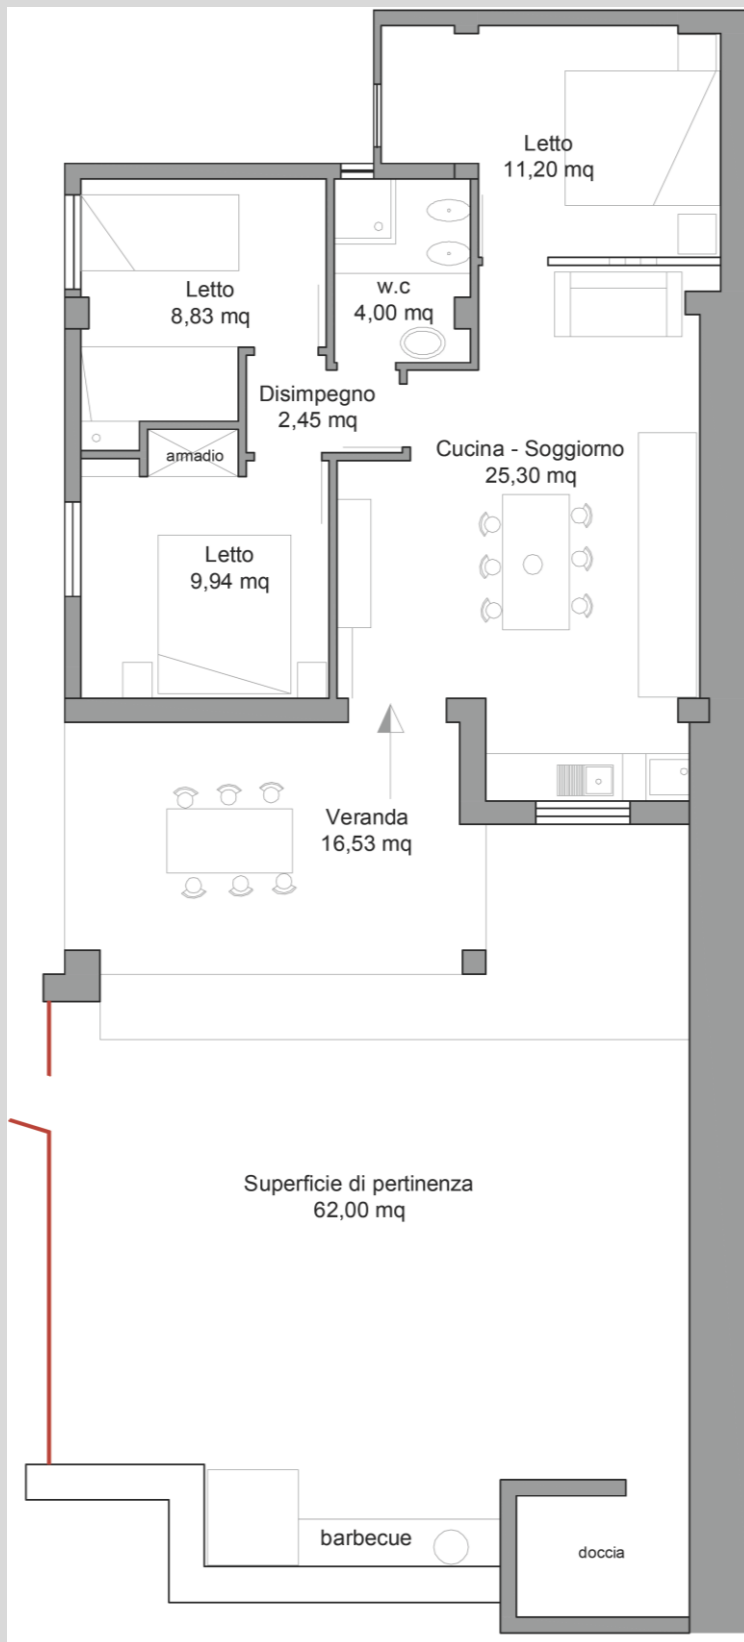 Letto
11,20 mq
Letto
8,83 mq
w.c
4,00 mq
Disimpegno
2,45 mq
Cucina - Soggiorno
25,30 mq
armadio
Letto
9,94 mq
Veranda
16,53 mq
Superficie di pertinenza
62,00 mq
barbecue
doccia